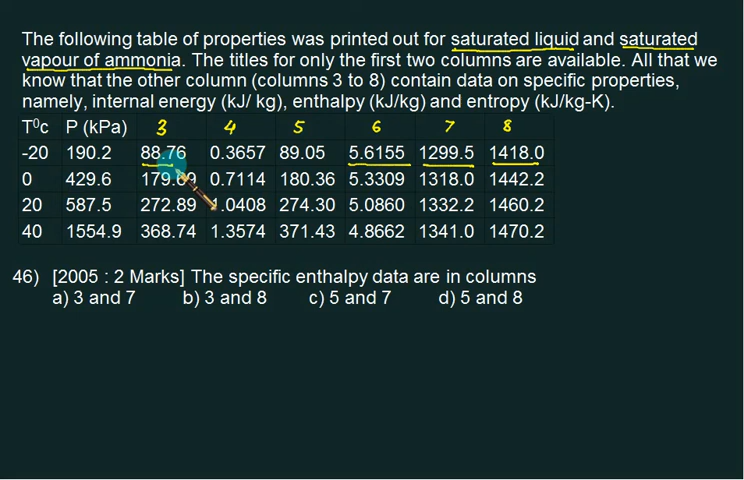 The following table of properties was printed out for saturated liquid and saturated
vapour of ammonia. The titles for only the first two columns are available. All that we
know that the other column (columns 3 to 8) contain data on specific properties,
namely, internal energy (kJ/ kg), enthalpy (kJ/kg) and entropy (kJ/kg-K).
T⁰c P (kPa) 3 4 5 6 7 8
-20 190.2 88.76 0.3657 89.05 5.6155 1299.5 1418.0
0 429.6 179.69 0.7114 180.36 5.3309 1318.0 1442.2
20 587.5 272.89 1.0408 274.30 5.0860 1332.2 1460.2
40 1554.9 368.74 1.3574 371.43 4.8662 1341.0 1470.2
46) [2005 : 2 Marks] The specific enthalpy data are in columns
a) 3 and 7 b) 3 and 8 c) 5 and 7 d) 5 and 8